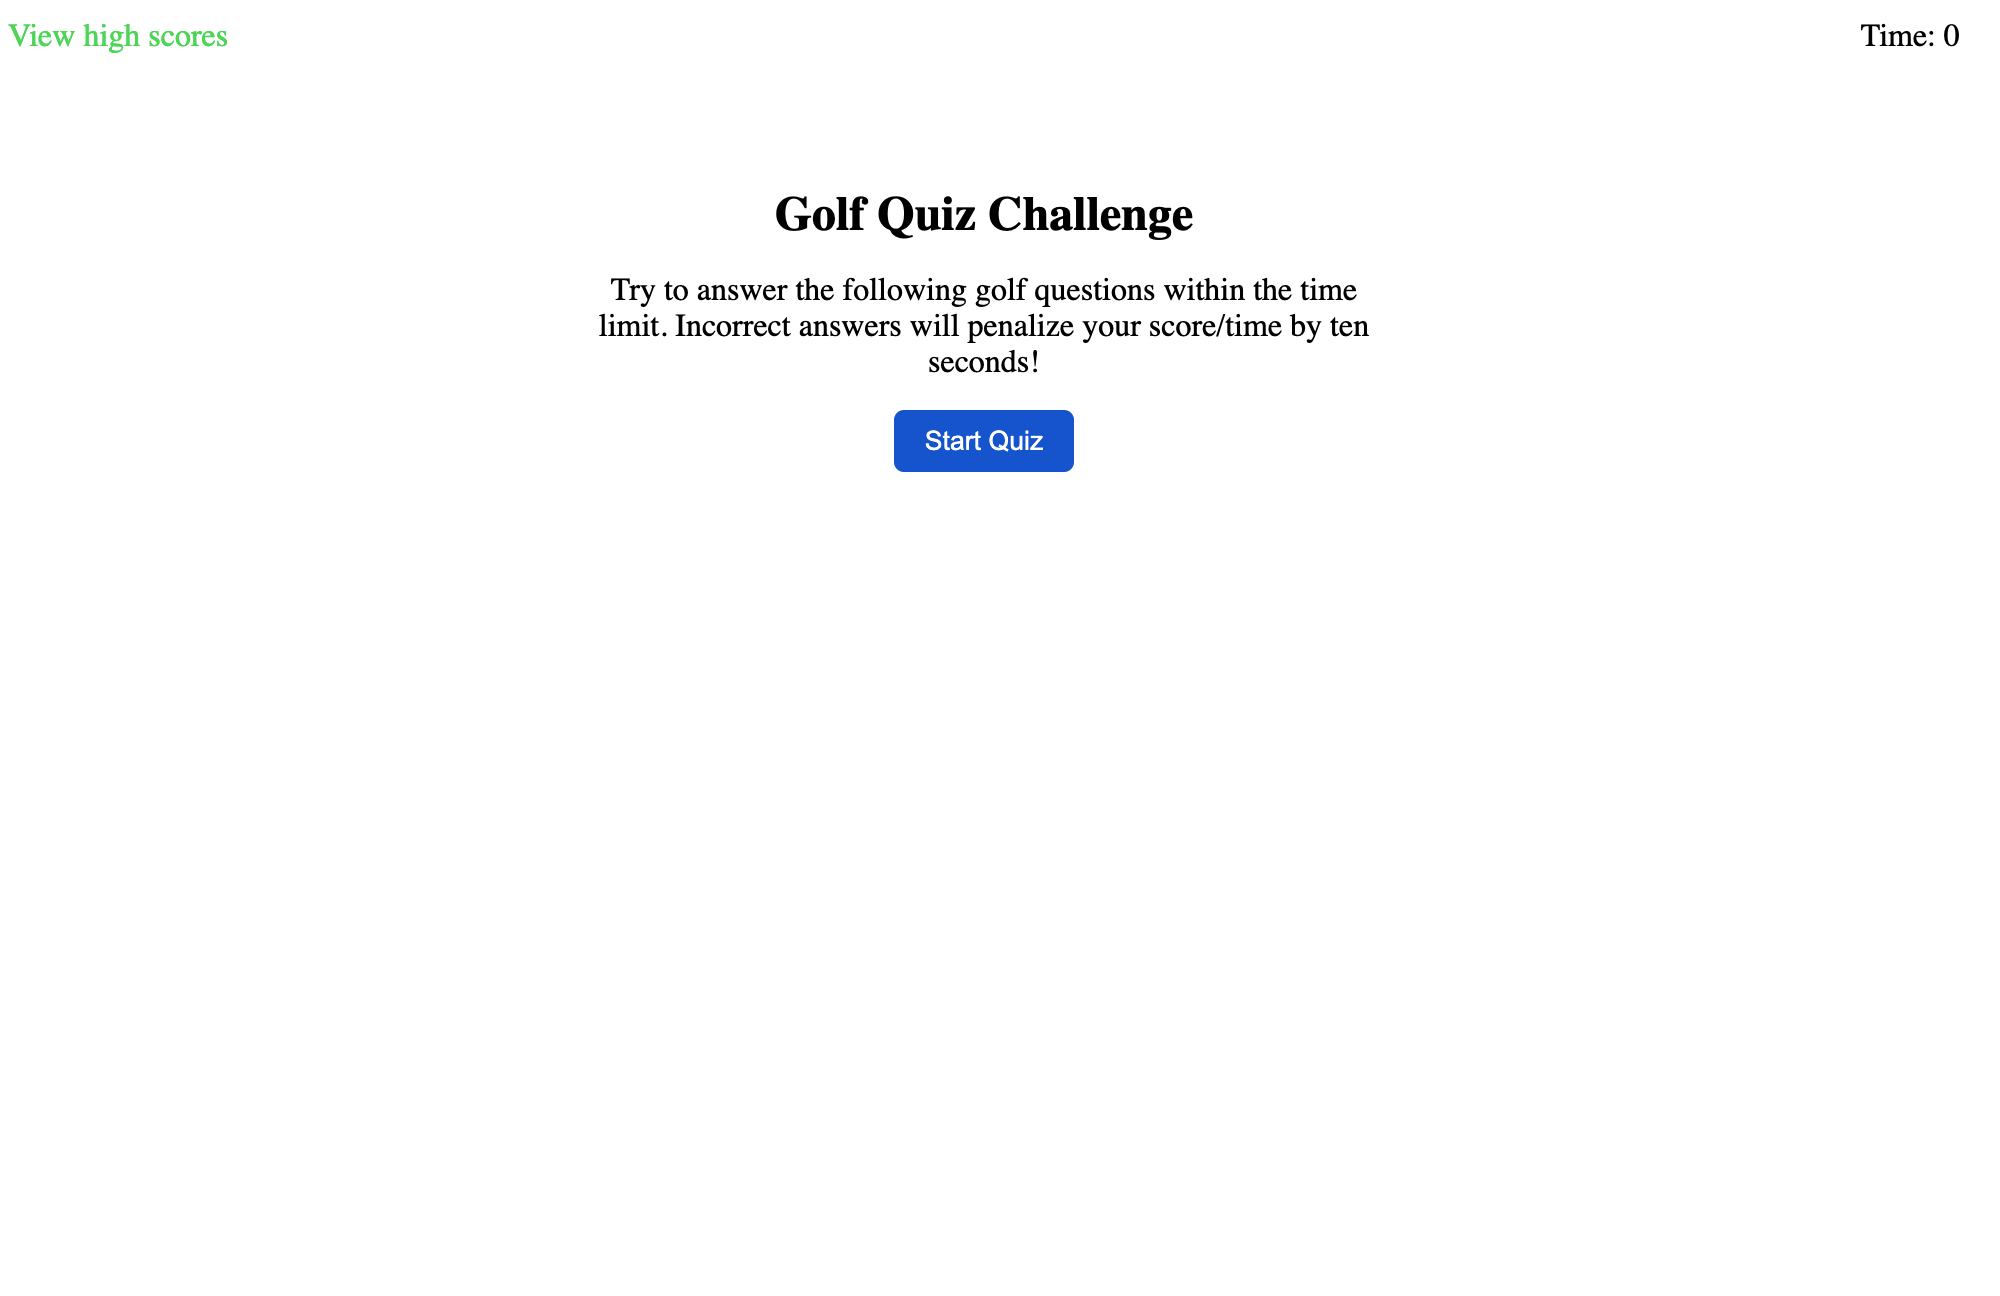 View high scores
Time: 0
Golf Quiz Challenge
Try to answer the following golf questions within the time
limit. Incorrect answers will penalize your score/time by ten
seconds!
Start Quiz